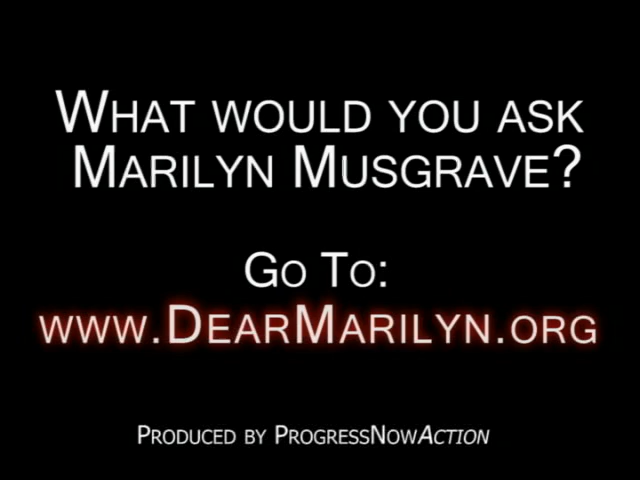 What would you ask
Marilyn Musgrave?
Go To:
www.DearMarilyn.org
Produced by ProgressNowAction